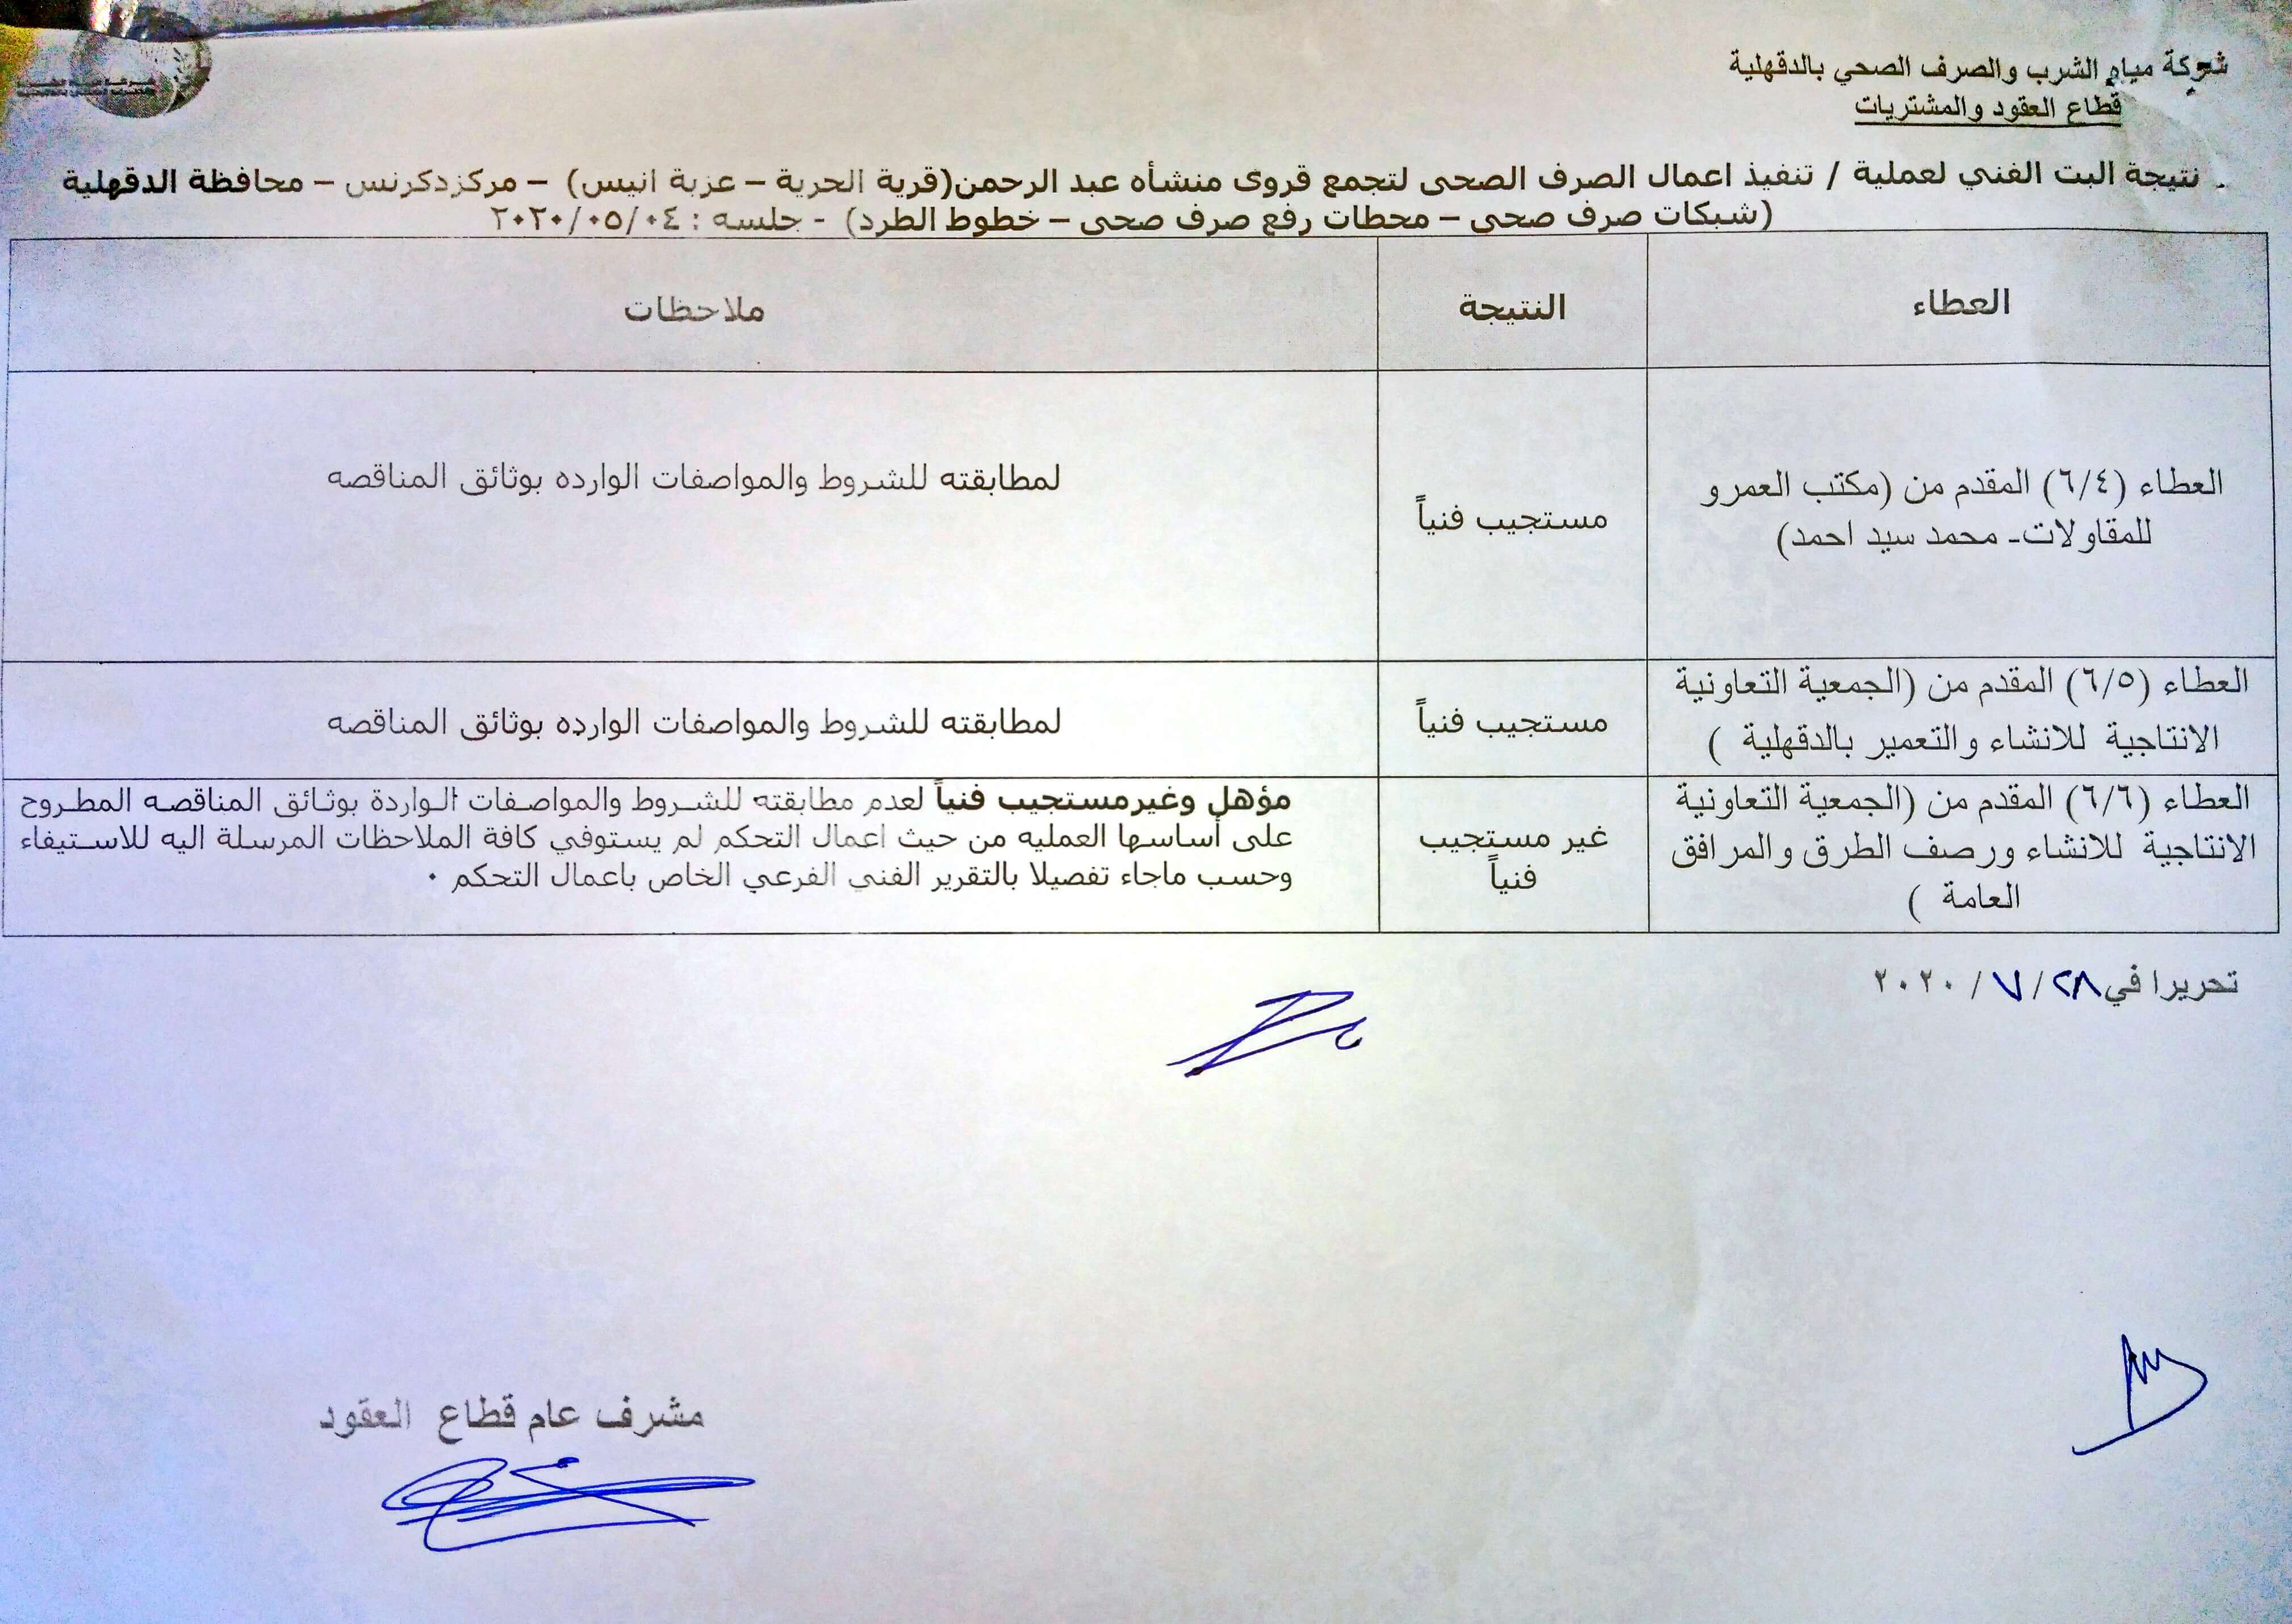 شركة مياه الشرب والصرف الصحي بالدقهلية
قطاع العقود والمشتريات
نتيجة البت الفني لعملية / تنفيذ اعمال الصرف الصحى لتجمع قروى منشأه عبد الرحمن(قرية الحرية – عزبة انيس) – مركزدكرنس – محافظة الدقهلية
(شبكات صرف صحى – محطات رفع صرف صحى – خطوط الطرد) - جلسه : ٢٠٢٠/٠٥/٠٤
العطاء
النتيجة
ملاحظات
العطاء (٦/٤) المقدم من (مكتب العمرو
للمقاولات- محمد سيد احمد)
مستجيب فنياً
لمطابقته للشروط والمواصفات الوارده بوثائق المناقصه
العطاء (٦/٥) المقدم من (الجمعية التعاونية
الانتاجية للانشاء والتعمير بالدقهلية )
مستجيب فنياً
لمطابقته للشروط والمواصفات الوارده بوثائق المناقصه
العطاء (٦/٦) المقدم من (الجمعية التعاونية
الانتاجية للانشاء ورصف الطرق والمرافق
العامة )
غير مستجيب
فنياً
مؤهل وغيرمستجيب فنياً لعدم مطابقته للشروط والمواصفات الواردة بوثائق المناقصه المطروح
على أساسها العمليه من حيث اعمال التحكم لم يستوفي كافة الملاحظات المرسلة اليه للاستيفاء
وحسب ماجاء تفصيلا بالتقرير الفني الفرعي الخاص باعمال التحكم ٠
تحريرا في ٢٨ / ٧ / ٢٠٢٠
مشرف عام قطاع العقود